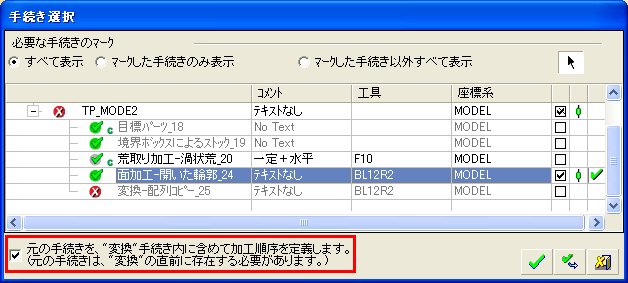 手続き選択
必要な手続きのマーク
すべて表示 マークした手続きのみ表示 マークした手続き以外すべて表示
コメント 工具 座標系
TP_MODE2 テキストなし MODEL
c 目標パーツ_18 No Text MODEL
境界ボックスによるストック_19 No Text MODEL
c 荒取り加工-渦状荒_20 一定+水平 F10 MODEL
面加工-開いた輪郭_24 テキストなし BL12R2 MODEL
変換-配列コピー_25 テキストなし BL12R2 MODEL
元の手続きを、"変換"手続き内に含めて加工順序を定義します。
(元の手続きは、"変換"の直前に存在する必要があります。)